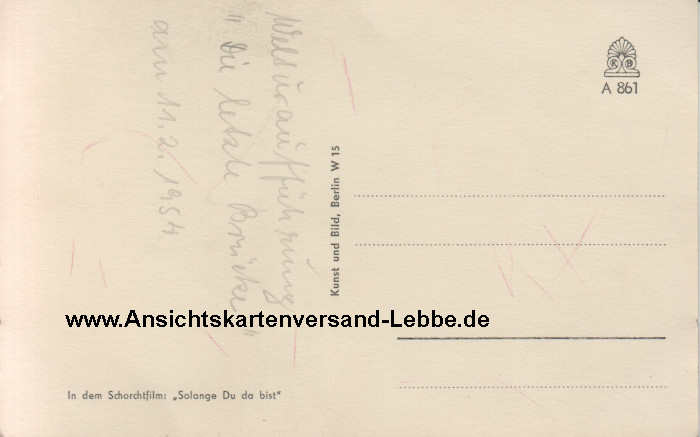 Welturaufführung
"Die letzte Brücke"
am 11.2.1954
K B
A 861
Kunst und Bild, Berlin W 15
www.Ansichtskartenversand-Lebbe.de
In dem Schorchtfilm: „Solange Du da bist“